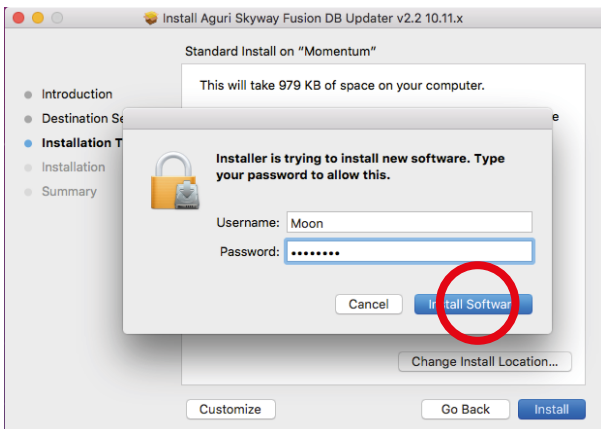 Install Aguri Skyway Fusion DB Updater v2.2 10.11.x
Standard Install on “Momentum”
This will take 979 KB of space on your computer.
Introduction
Destination Se
Installation T
Installation
Summary
e
Installer is trying to install new software. Type
your password to allow this.
Username: Moon
Password: ••••••••
Cancel Install Software
Change Install Location...
Customize Go Back Install